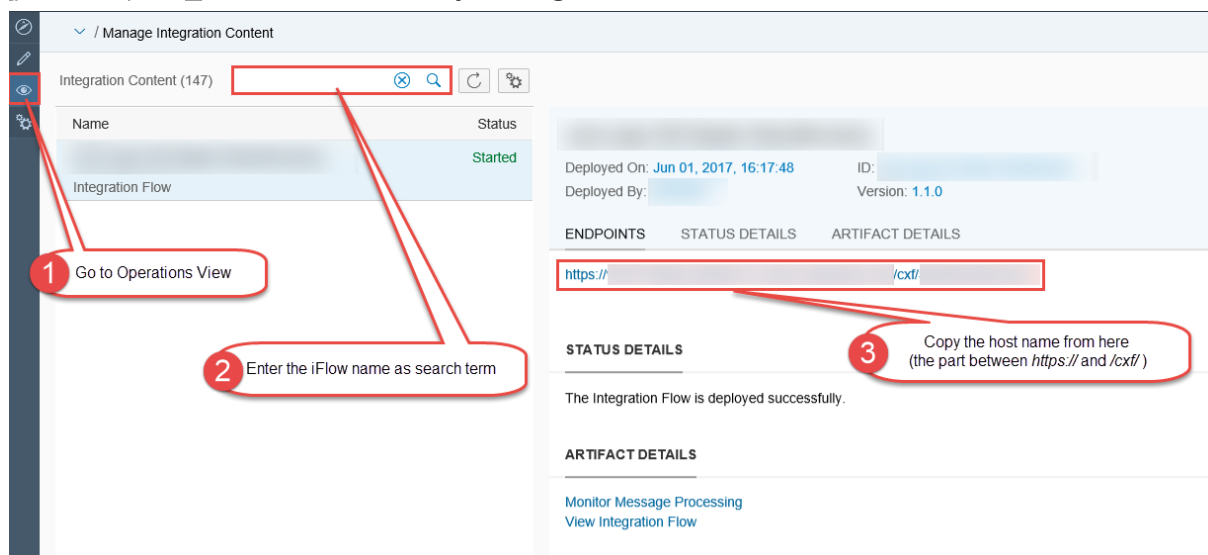 / Manage Integration Content
Integration Content (147)
Name Status
Started
Integration Flow
Deployed On: Jun 01, 2017, 16:17:48 ID:
Deployed By: Version: 1.1.0
ENDPOINTS STATUS DETAILS ARTIFACT DETAILS
https:// /cxf/
1 Go to Operations View
2 Enter the iFlow name as search term
3 Copy the host name from here
(the part between https:// and /cxf/ )
STATUS DETAILS
The Integration Flow is deployed successfully.
ARTIFACT DETAILS
Monitor Message Processing
View Integration Flow